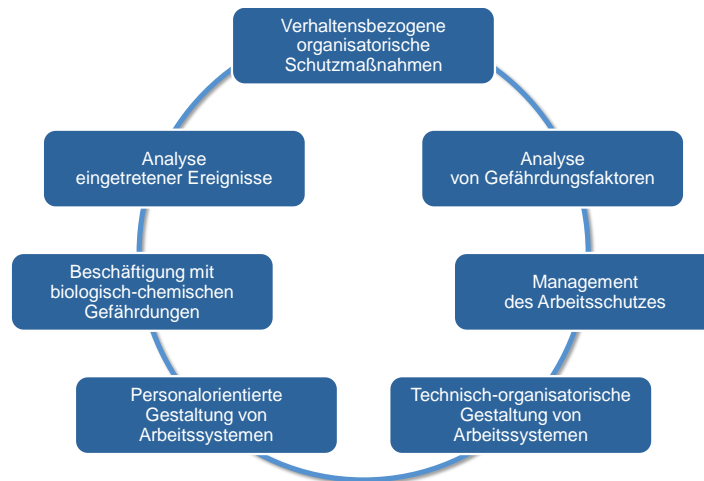 Verhaltensbezogene
organisatorische
Schutzmaßnahmen
Analyse
eingetretener Ereignisse
Analyse
von Gefährdungsfaktoren
Beschäftigung mit
biologisch-chemischen
Gefährdungen
Management
des Arbeitsschutzes
Personalorientierte
Gestaltung von
Arbeitssystemen
Technisch-organisatorische
Gestaltung von
Arbeitssystemen